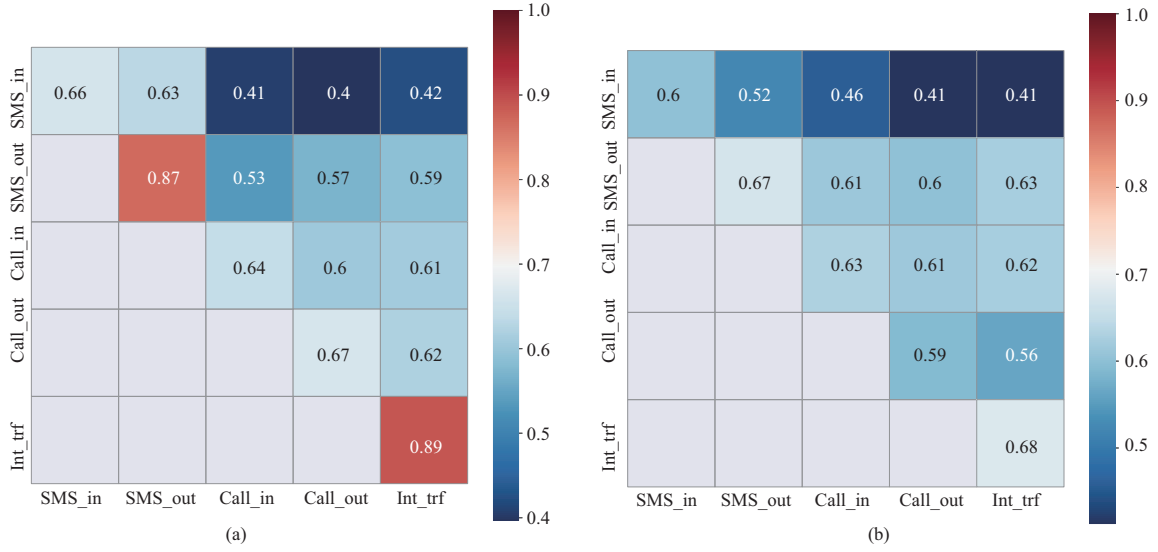 1.0
SMS_in 0.66 0.63 0.41 0.4 0.42
0.9
SMS_out 0.87 0.53 0.57 0.59
0.8
Call_in 0.64 0.6 0.61
0.7
Call_out 0.67 0.62
0.6
Int_trf 0.89
0.5
0.4
SMS_in SMS_out Call_in Call_out Int_trf
(a)
1.0
SMS_in 0.6 0.52 0.46 0.41 0.41
0.9
SMS_out 0.67 0.61 0.6 0.63
0.8
Call_in 0.63 0.61 0.62
0.7
Call_out 0.59 0.56
0.6
Int_trf 0.68
0.5
SMS_in SMS_out Call_in Call_out Int_trf
(b)